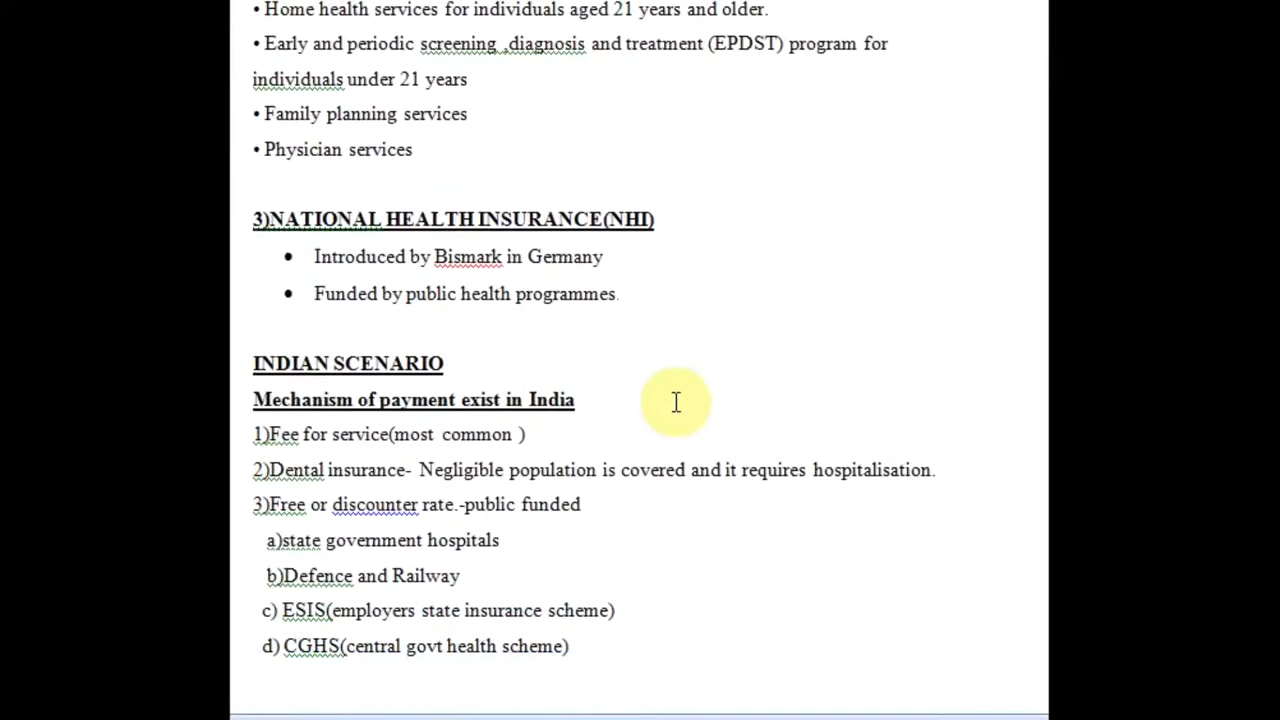 • Home health services for individuals aged 21 years and older.
• Early and periodic screening ,diagnosis and treatment (EPDST) program for
individuals under 21 years
• Family planning services
• Physician services
3)NATIONAL HEALTH INSURANCE(NHI)
• Introduced by Bismark in Germany
• Funded by public health programmes.
INDIAN SCENARIO
Mechanism of payment exist in India
1)Fee for service(most common )
2)Dental insurance- Negligible population is covered and it requires hospitalisation.
3)Free or discounter rate.-public funded
a)state government hospitals
b)Defence and Railway
c) ESIS(employers state insurance scheme)
d) CGHS(central govt health scheme)